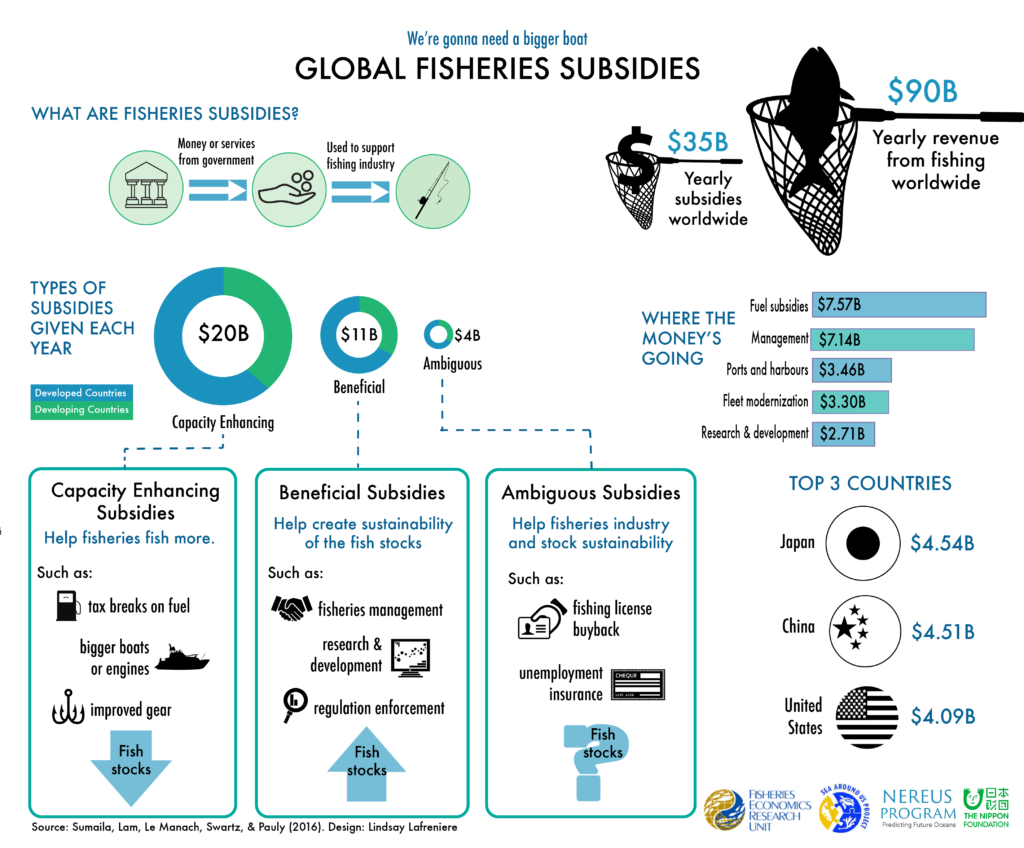 We're gonna need a bigger boat
GLOBAL FISHERIES SUBSIDIES
WHAT ARE FISHERIES SUBSIDIES?
Money or services
from government
Used to support
fishing industry
$
$35B
Yearly
subsidies
worldwide
$90B
Yearly revenue
from fishing
worldwide
TYPES OF
SUBSIDIES
GIVEN EACH
YEAR
Developed Countries
Developing Countries
$20B
Capacity Enhancing
$11B
Beneficial
$4B
Ambiguous
WHERE THE
MONEY'S
GOING
Fuel subsidies $7.57B
Management $7.14B
Ports and harbours $3.46B
Fleet modernization $3.30B
Research & development $2.71B
Capacity Enhancing
Subsidies
Help fisheries fish more.
Such as:
tax breaks on fuel
bigger boats
or engines
improved gear
Fish
stocks
Beneficial Subsidies
Help create sustainability
of the fish stocks
Such as:
fisheries management
research &
development
regulation enforcement
Fish
stocks
Ambiguous Subsidies
Help fisheries industry
and stock sustainability
Such as:
fishing license
buyback
unemployment
insurance
CHEQUE
?
Fish
stocks
TOP 3 COUNTRIES
Japan $4.54B
China $4.51B
United
States
$4.09B
FISHERIES
ECONOMICS
RESEARCH
UNIT
SEA AROUND US PROJECT
NEREUS
PROGRAM
Predicting Future Oceans
日本
財団
THE NIPPON
FOUNDATION
Source: Sumaila, Lam, Le Manach, Swartz, & Pauly (2016). Design: Lindsay Lafreniere